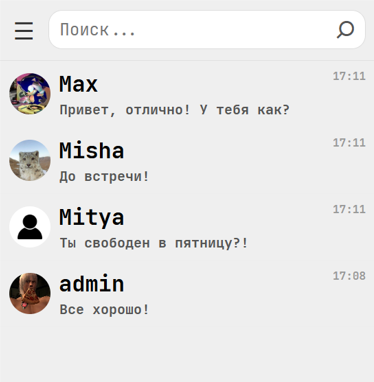 Поиск...
Max
17:11
Привет, отлично! У тебя как?
Misha
17:11
До встречи!
Mitya
17:11
Ты свободен в пятницу?!
admin
17:08
Все хорошо!